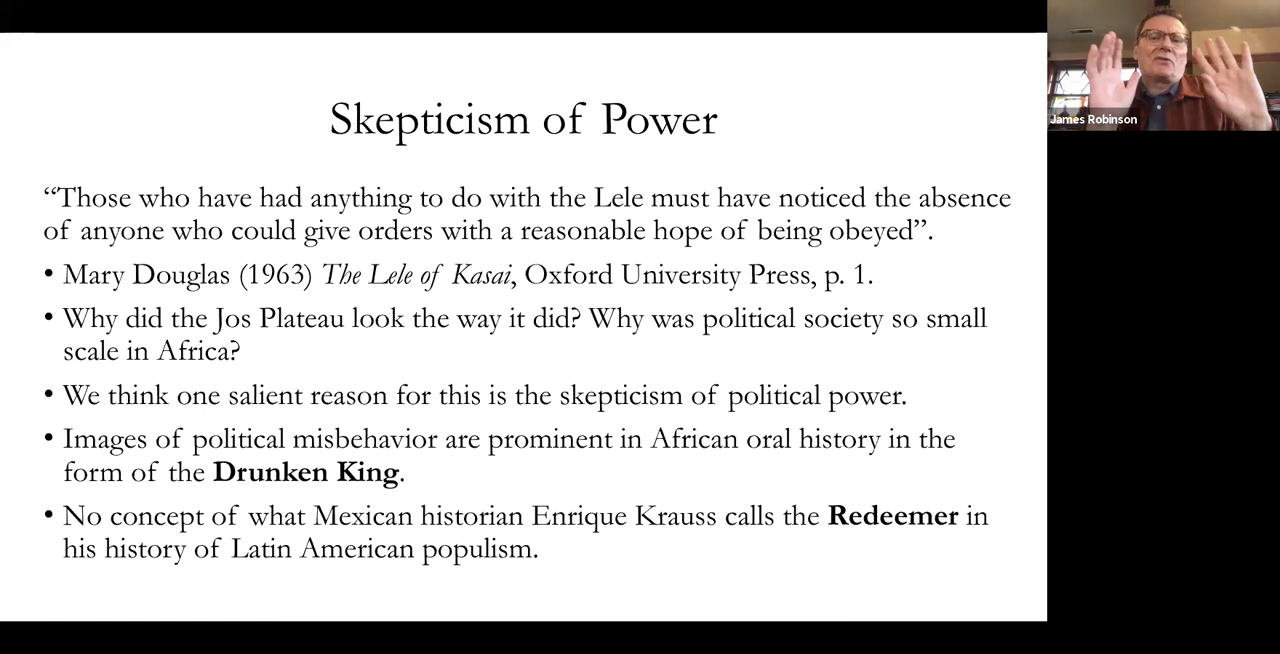 Skepticism of Power
“Those who have had anything to do with the Lele must have noticed the absence
of anyone who could give orders with a reasonable hope of being obeyed”.
• Mary Douglas (1963) The Lele of Kasai, Oxford University Press, p. 1.
• Why did the Jos Plateau look the way it did? Why was political society so small
scale in Africa?
• We think one salient reason for this is the skepticism of political power.
• Images of political misbehavior are prominent in African oral history in the
form of the Drunken King.
• No concept of what Mexican historian Enrique Krauss calls the Redeemer in
his history of Latin American populism.
James Robinson